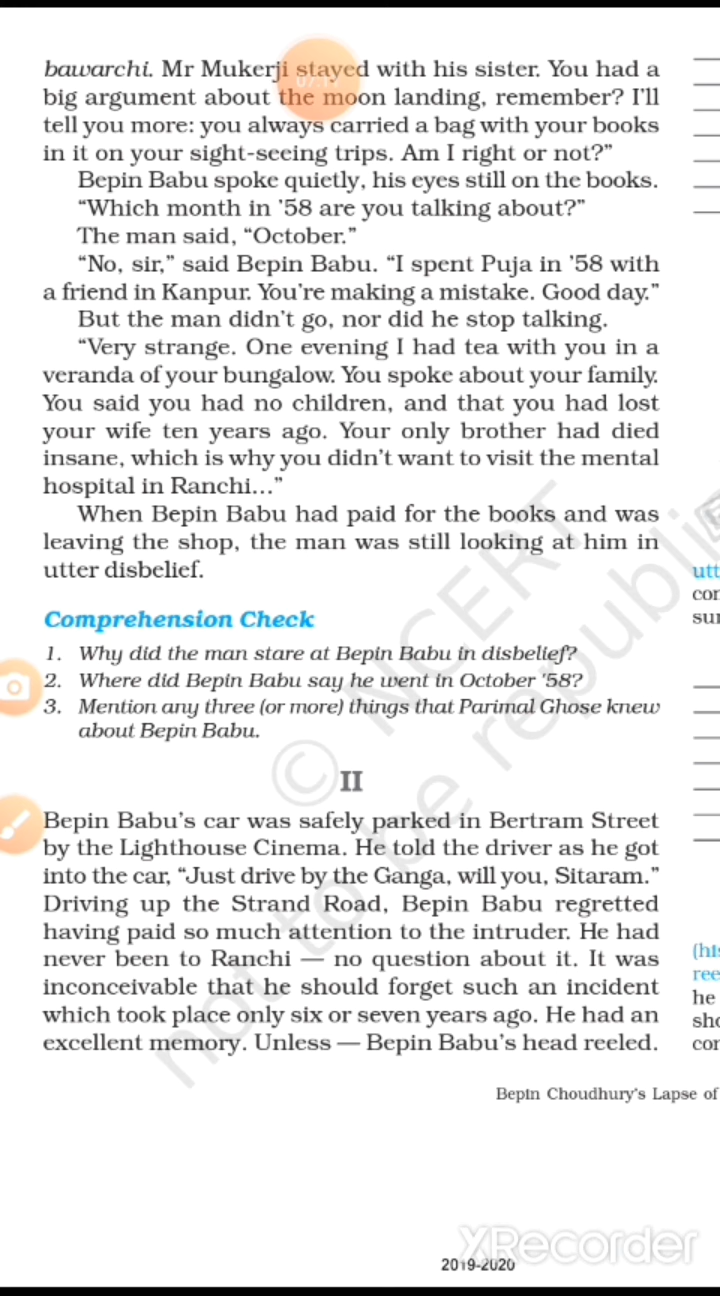 bawarchi. Mr Mukerji stayed with his sister. You had a
big argument about the moon landing, remember? I'll
tell you more: you always carried a bag with your books
in it on your sight-seeing trips. Am I right or not?”
Bepin Babu spoke quietly, his eyes still on the books.
“Which month in '58 are you talking about?”
The man said, “October.”
“No, sir,” said Bepin Babu. “I spent Puja in '58 with
a friend in Kanpur. You're making a mistake. Good day.”
But the man didn't go, nor did he stop talking.
“Very strange. One evening I had tea with you in a
veranda of your bungalow. You spoke about your family.
You said you had no children, and that you had lost
your wife ten years ago. Your only brother had died
insane, which is why you didn't want to visit the mental
hospital in Ranchi...”
When Bepin Babu had paid for the books and was
leaving the shop, the man was still looking at him in
utter disbelief.
utt
con
sur
Comprehension Check
1. Why did the man stare at Bepin Babu in disbelief?
2. Where did Bepin Babu say he went in October '58?
3. Mention any three (or more) things that Parimal Ghose knew
about Bepin Babu.
II
Bepin Babu's car was safely parked in Bertram Street
by the Lighthouse Cinema. He told the driver as he got
into the car, “Just drive by the Ganga, will you, Sitaram.”
Driving up the Strand Road, Bepin Babu regretted
having paid so much attention to the intruder. He had
never been to Ranchi — no question about it. It was
inconceivable that he should forget such an incident
which took place only six or seven years ago. He had an
excellent memory. Unless — Bepin Babu's head reeled.
(his
ree
he
sho
con
Bepin Choudhury's Lapse of
© NCERT
not to be republi
XRecorder
2019-2020